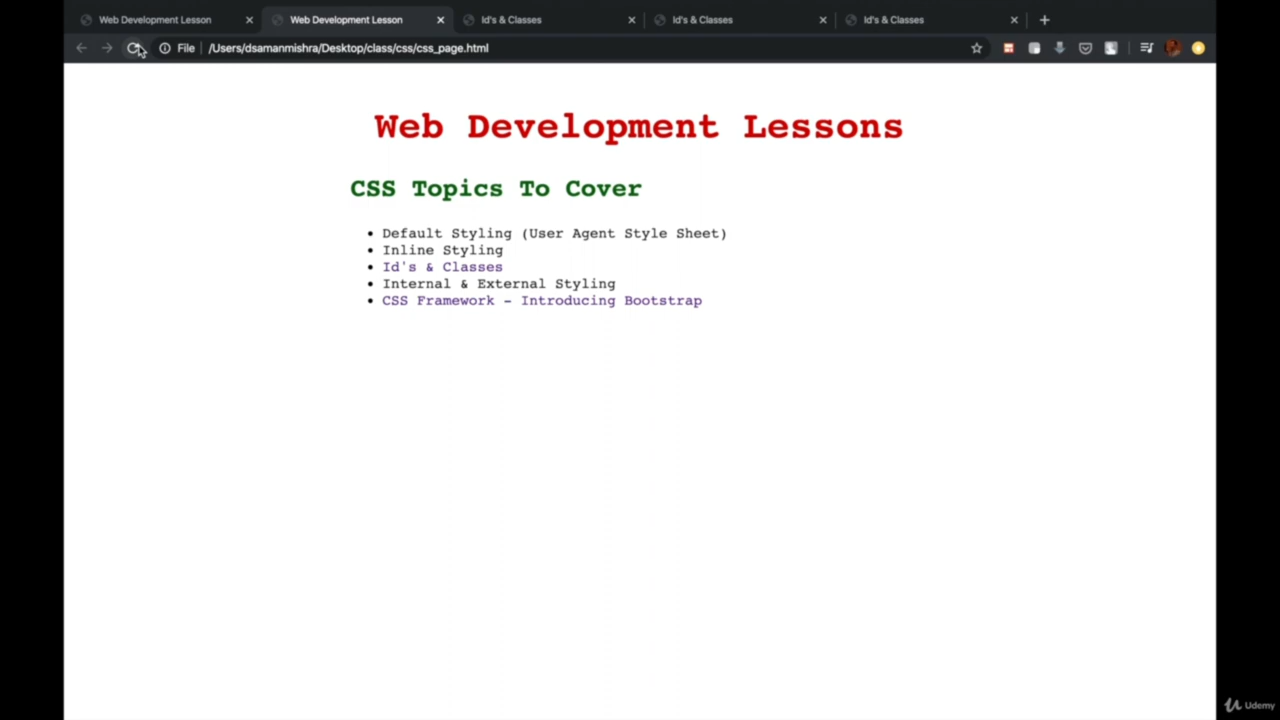 Web Development Lesson
Web Development Lesson
Id's & Classes
Id's & Classes
Id's & Classes
File
/Users/dsamanmishra/Desktop/class/css/css_page.html
Web Development Lessons
CSS Topics To Cover
• Default Styling (User Agent Style Sheet)
• Inline Styling
• Id's & Classes
• Internal & External Styling
• CSS Framework - Introducing Bootstrap
Udemy